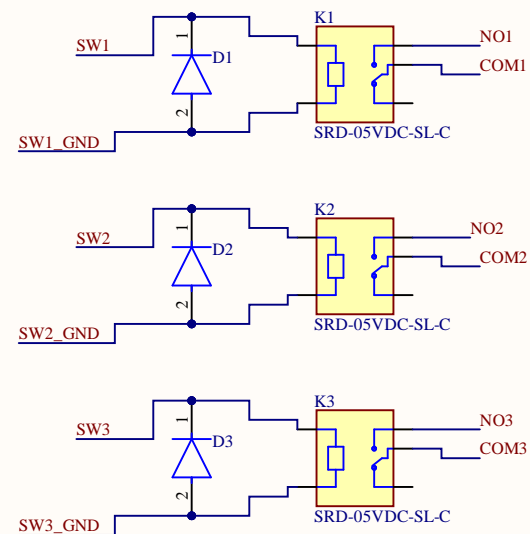 K1
SW1
1
D1
NO1
COM1
2
SW1_GND
SRD-05VDC-SL-C
K2
SW2
1
D2
NO2
COM2
2
SW2_GND
SRD-05VDC-SL-C
K3
SW3
1
D3
NO3
COM3
2
SW3_GND
SRD-05VDC-SL-C